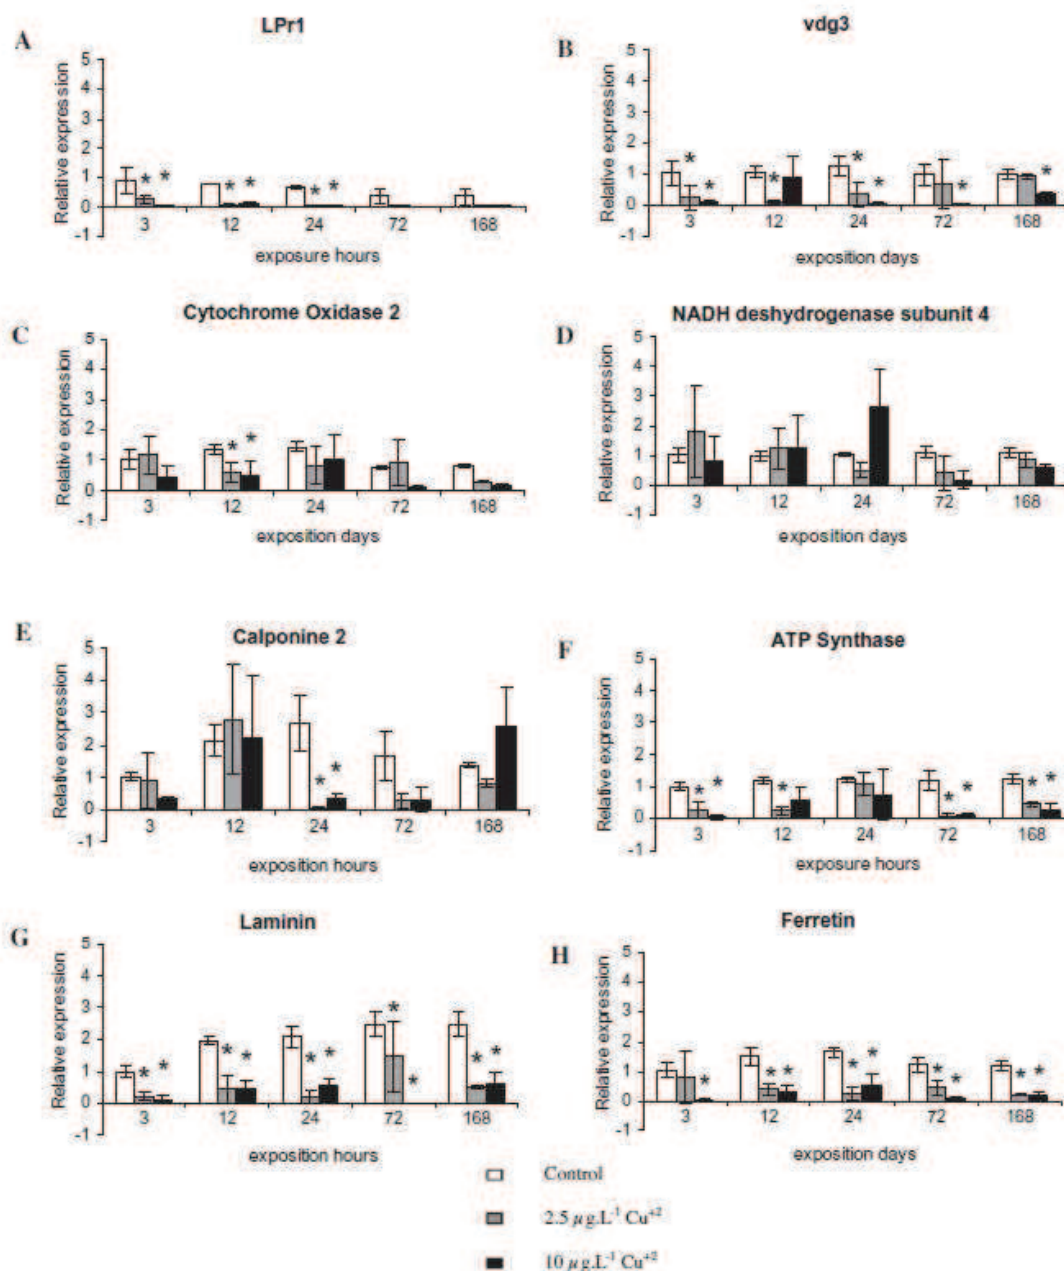 A
LPr1
Relative expression
5
4
3
2
1
0
-1
* * * * * *
3 12 24 72 168
exposure hours
B
vdg3
Relative expression
5
4
3
2
1
0
-1
* * * * * * *
3 12 24 72 168
exposition days
C
Cytochrome Oxidase 2
Relative expression
5
4
3
2
1
0
-1
* *
3 12 24 72 168
exposition days
D
NADH deshydrogenase subunit 4
Relative expression
5
4
3
2
1
0
-1
3 12 24 72 168
exposition days
E
Calponine 2
Relative expression
5
4
3
2
1
0
-1
* *
3 12 24 72 168
exposition hours
F
ATP Synthase
Relative expression
5
4
3
2
1
0
-1
* * * * * * *
3 12 24 72 168
exposure hours
G
Laminin
Relative expression
5
4
3
2
1
0
-1
* * * * * * * * * *
3 12 24 72 168
exposition hours
H
Ferretin
Relative expression
5
4
3
2
1
0
-1
* * * * * * * * *
3 12 24 72 168
exposition days
Control
2.5 µg.L⁻¹ Cu⁺²
10 µg.L⁻¹ Cu⁺²